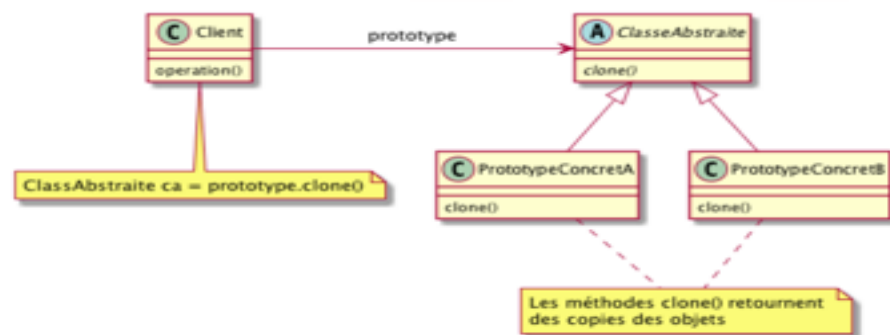 C Client
operation()
prototype
A ClasseAbstraite
clone()
ClassAbstraite ca = prototype.clone()
C PrototypeConcretA
clone()
C PrototypeConcretB
clone()
Les méthodes clone() retournent
des copies des objets